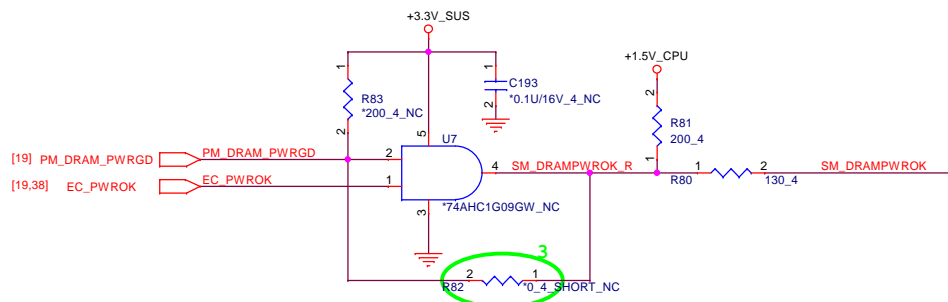 +3.3V_SUS
+1.5V_CPU
1
R83
*200_4_NC
2
1
C193
*0.1U/16V_4_NC
2
2
R81
200_4
1
5
U7
[19] PM_DRAM_PWRGD PM_DRAM_PWRGD 2
4 SM_DRAMPWROK_R
R80 1 2 130_4
SM_DRAMPWROK
[19,38] EC_PWROK EC_PWROK 1
*74AHC1G09GW_NC
3
3
R82 2 1 *0_4_SHORT_NC